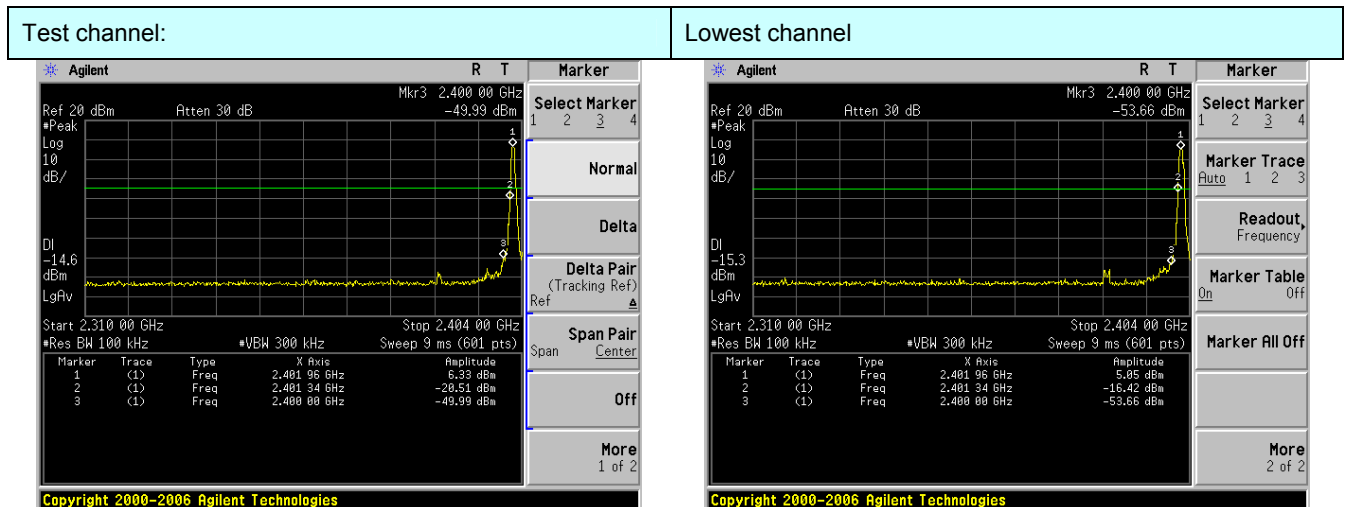 Test channel:
Lowest channel
Agilent R T
Mkr3 2.400 00 GHz
Ref 20 dBm Atten 30 dB -49.99 dBm
#Peak
Log
10
dB/
1
2
3
DI
-14.6
dBm
LgAv
Start 2.310 00 GHz Stop 2.404 00 GHz
#Res BW 100 kHz #VBW 300 kHz Sweep 9 ms (601 pts)
Marker Trace Type X Axis Amplitude
1 (1) Freq 2.401 96 GHz 6.33 dBm
2 (1) Freq 2.401 34 GHz -20.51 dBm
3 (1) Freq 2.400 00 GHz -49.99 dBm
Copyright 2000-2006 Agilent Technologies
Marker
Select Marker
1 2 3 4
Normal
Delta
Delta Pair
(Tracking Ref)
Ref Δ
Span Pair
Span Center
Off
More
1 of 2
Agilent R T
Mkr3 2.400 00 GHz
Ref 20 dBm Atten 30 dB -53.66 dBm
#Peak
Log
10
dB/
1
2
3
DI
-15.3
dBm
LgAv
Start 2.310 00 GHz Stop 2.404 00 GHz
#Res BW 100 kHz #VBW 300 kHz Sweep 9 ms (601 pts)
Marker Trace Type X Axis Amplitude
1 (1) Freq 2.401 96 GHz 5.05 dBm
2 (1) Freq 2.401 34 GHz -16.42 dBm
3 (1) Freq 2.400 00 GHz -53.66 dBm
Copyright 2000-2006 Agilent Technologies
Marker
Select Marker
1 2 3 4
Marker Trace
Auto 1 2 3
Readout
Frequency
Marker Table
On Off
Marker All Off
More
2 of 2